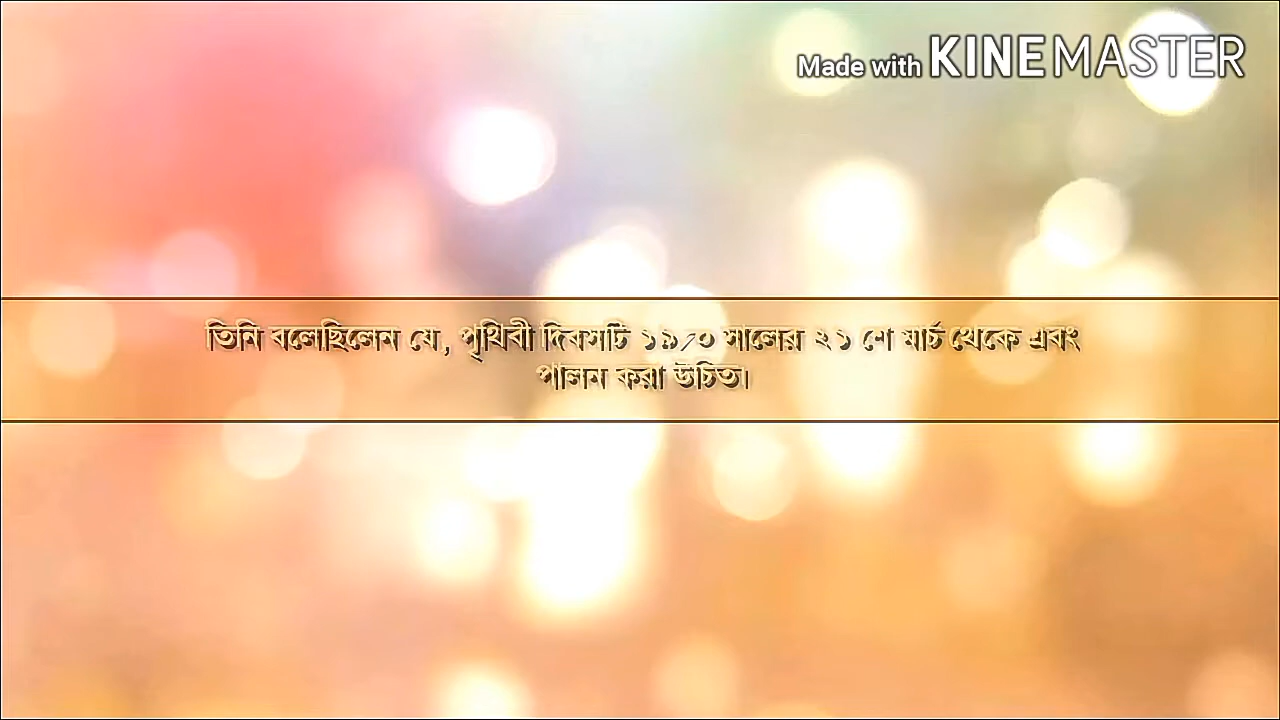 Made with KINEMASTER
তিনি বলেছিলেন যে, পৃথিবী দিবসটি ১৯৭০ সালের ২১ শে মার্চ থেকে এবং
পালন করা উচিত।